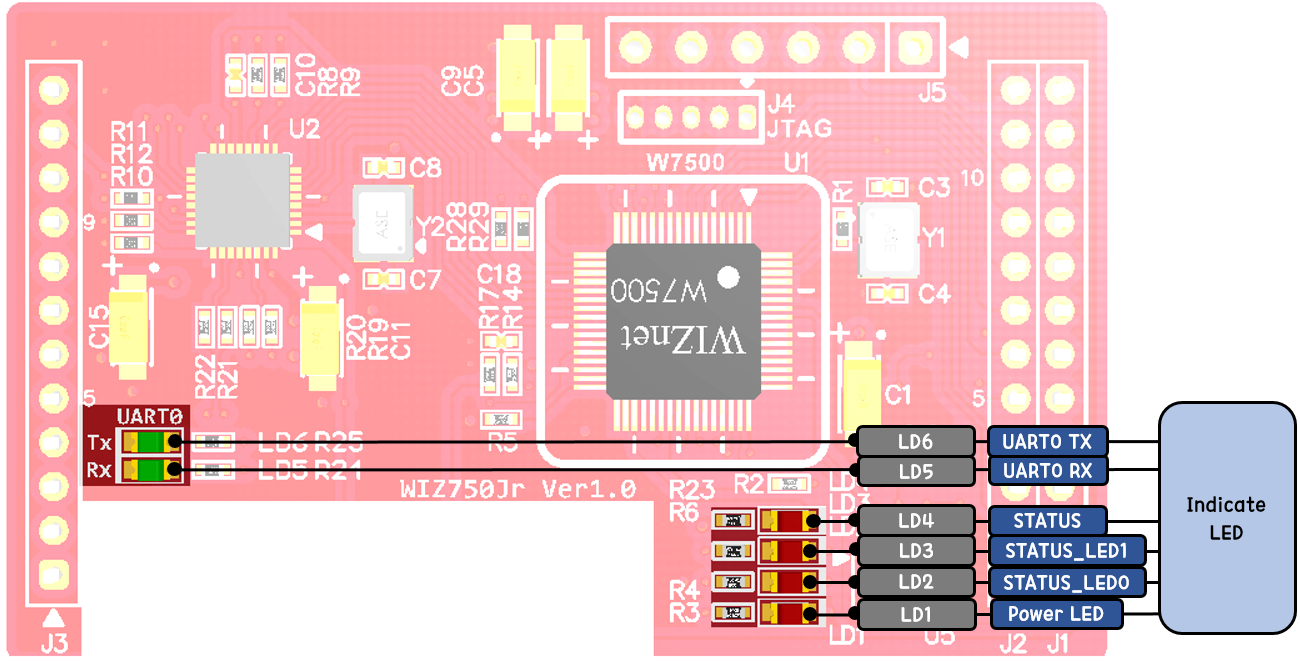 C10
R8
R9
C9
C5
J5
J4
JTAG
U2
R11
R12
R10
C8
W7500
U1
R1
C3
10
9
Y2
R28
R29
Y1
C7
C18
R17
R14
W7500
WIZnet
C4
C15
R20
R19
C11
R22
R21
C1
5
5
R5
UART0
Tx
LD6 R25
LD6
UART0 TX
Rx
LD5 R24
LD5
UART0 RX
WIZ750Jr Ver1.0
R23
R2
R6
LD4
STATUS
LD3
STATUS_LED1
R4
LD2
STATUS_LED0
R3
LD1
LD1
Power LED
Indicate
LED
U5
J3
J2
J1